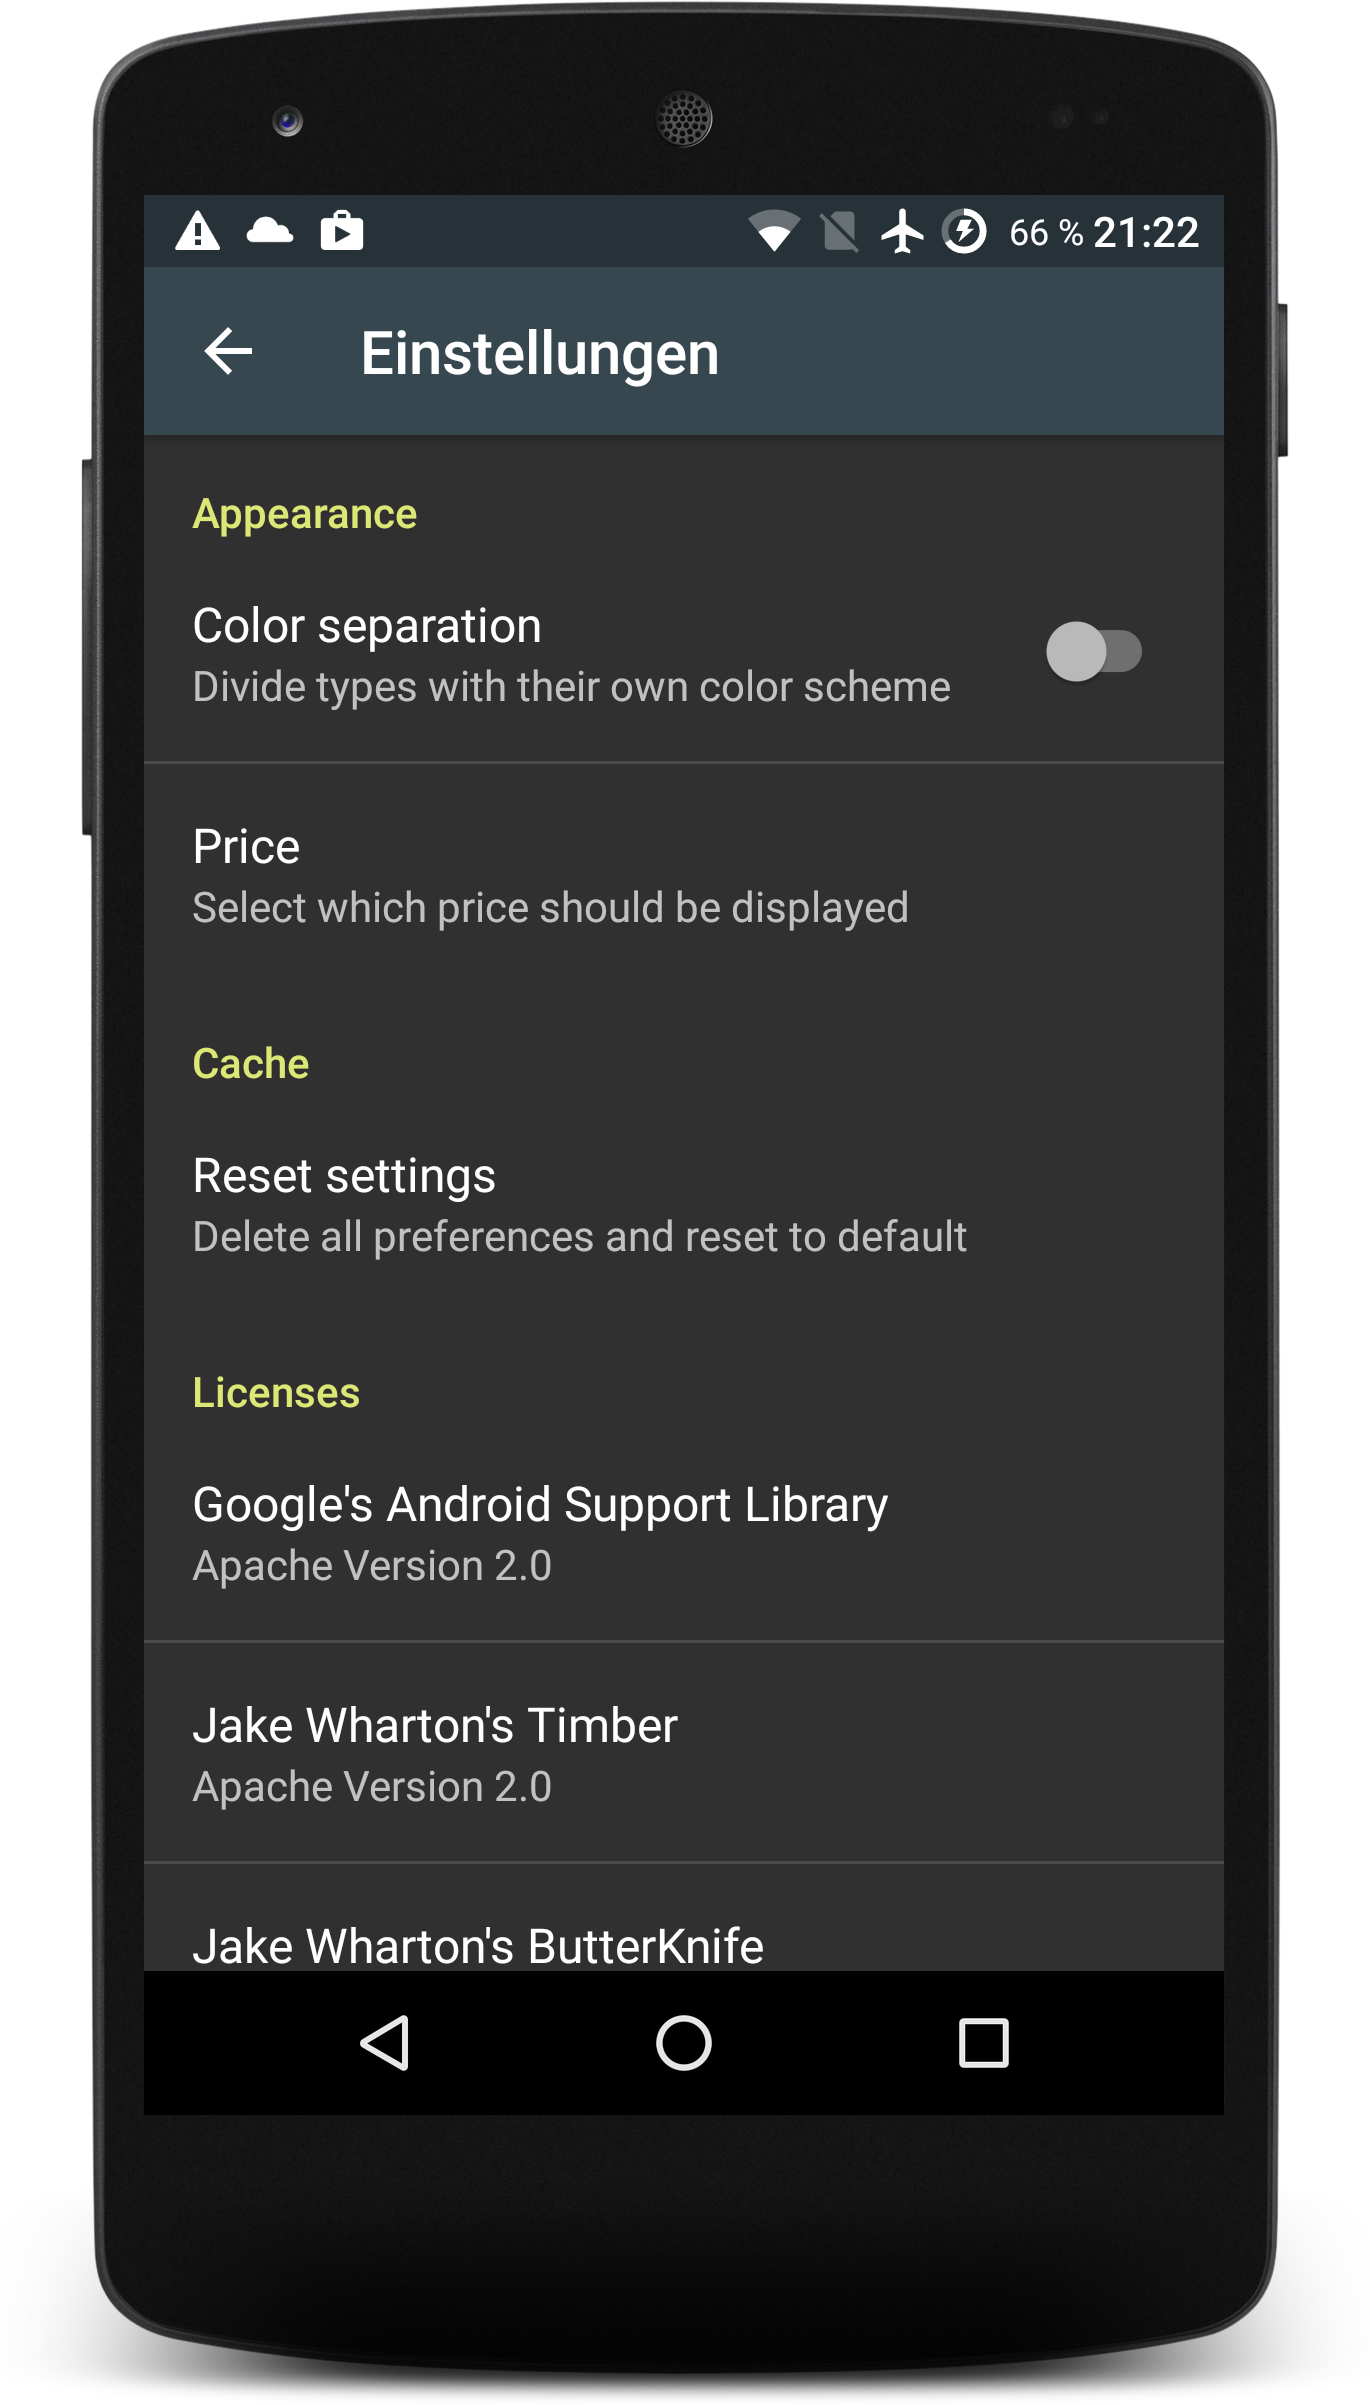 66 % 21:22
Einstellungen
Appearance
Color separation
Divide types with their own color scheme
Price
Select which price should be displayed
Cache
Reset settings
Delete all preferences and reset to default
Licenses
Google's Android Support Library
Apache Version 2.0
Jake Wharton's Timber
Apache Version 2.0
Jake Wharton's ButterKnife